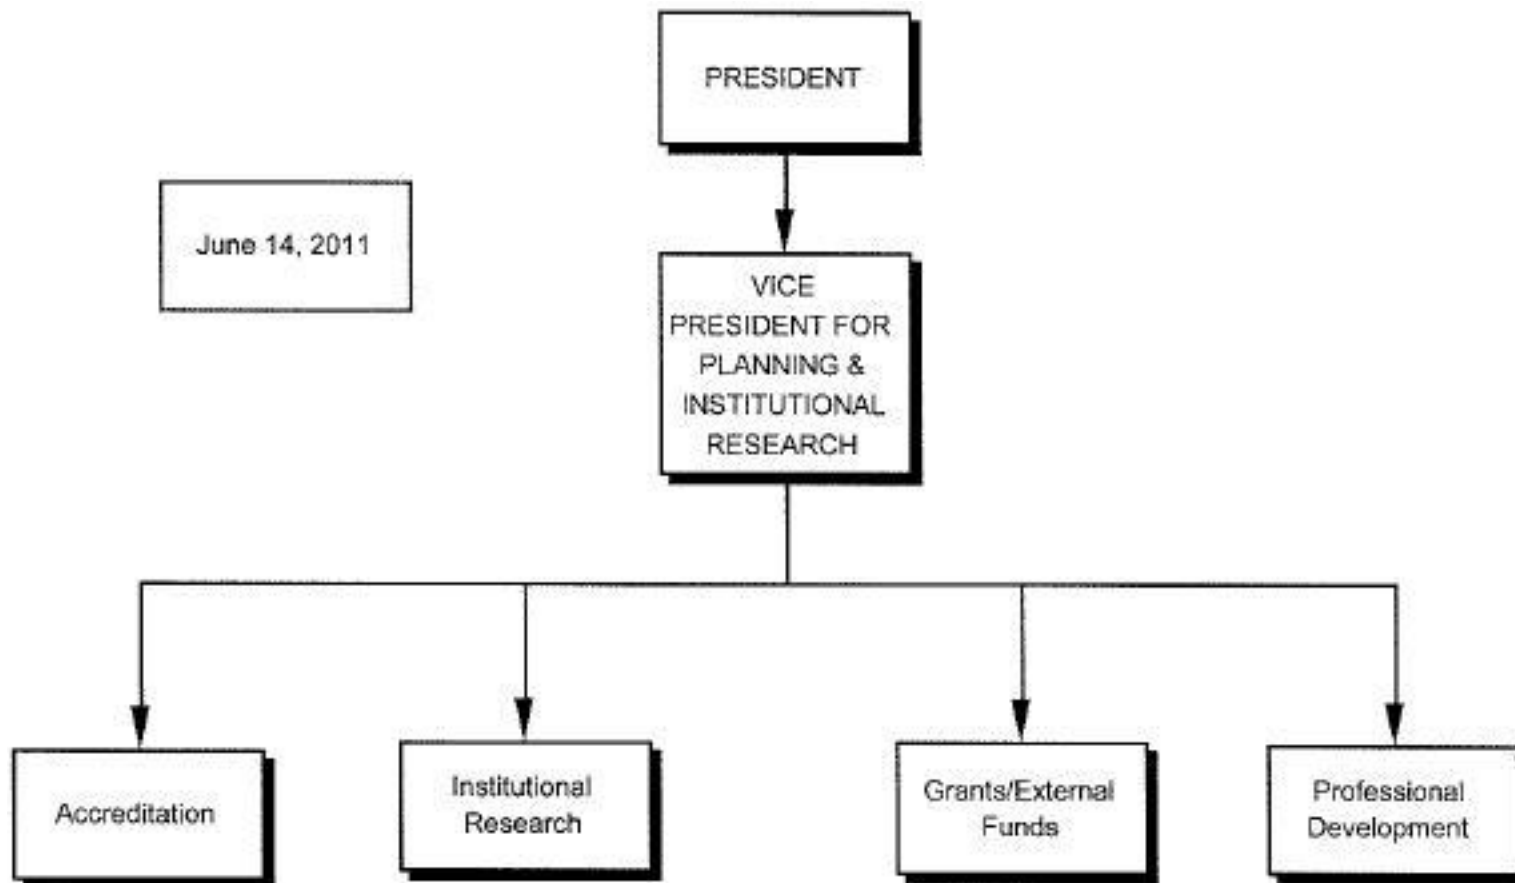 PRESIDENT
June 14, 2011
VICE
PRESIDENT FOR
PLANNING &
INSTITUTIONAL
RESEARCH
Accreditation
Institutional
Research
Grants/External
Funds
Professional
Development